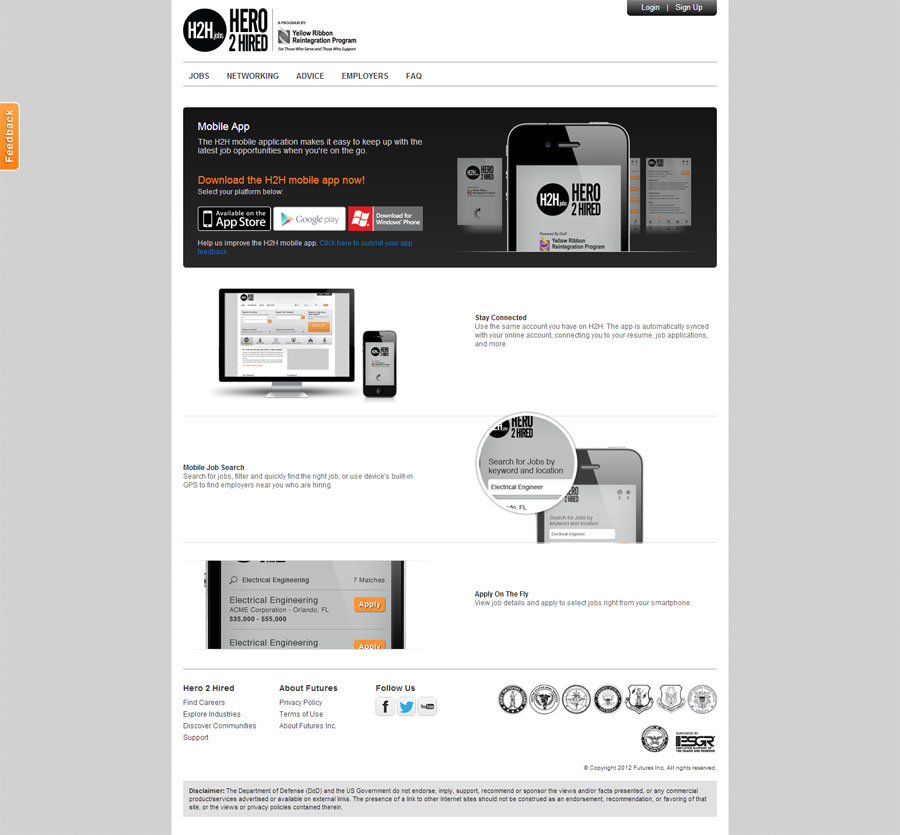 Login | Sign Up
H2H jobs
HERO
2 HIRED
A PROGRAM BY:
Yellow Ribbon
Reintegration Program
For Those Who Serve and Those Who Support
JOBS NETWORKING ADVICE EMPLOYERS FAQ
Feedback
Mobile App
The H2H mobile application makes it easy to keep up with the
latest job opportunities when you're on the go.
Download the H2H mobile app now!
Select your platform below:
Available on the
App Store
Google play
Download for
Windows Phone
Help us improve the H2H mobile app. Click here to submit your app
feedback.
H2H jobs
HERO
2 HIRED
Powered By DoD
Yellow Ribbon
Reintegration Program
Stay Connected
Use the same account you have on H2H. The app is automatically synced
with your online account, connecting you to your resume, job applications,
and more.
Mobile Job Search
Search for jobs, filter and quickly find the right job, or use device's built-in
GPS to find employers near you who are hiring.
HERO
2 HIRED
Search for Jobs by
keyword and location
Electrical Engineer
, FL
Search for Jobs by
keyword and location
Electrical Engineer
Electrical Engineering 7 Matches
Electrical Engineering
ACME Corporation - Orlando, FL
$35,000 - $55,000
Apply
Electrical Engineering
Apply
Apply On The Fly
View job details and apply to select jobs right from your smartphone.
Hero 2 Hired
Find Careers
Explore Industries
Discover Communities
Support
About Futures
Privacy Policy
Terms of Use
About Futures Inc.
Follow Us
f
You Tube
SUPPORTED BY
ESGR
EMPLOYER SUPPORT OF
THE GUARD AND RESERVE
© Copyright 2012 Futures Inc. All rights reserved.
Disclaimer: The Department of Defense (DoD) and the US Government do not endorse, imply, support, recommend or sponsor the views and/or facts presented, or any commercial
product/services advertised or available on external links. The presence of a link to other Internet sites should not be construed as an endorsement, recommendation, or favoring of that
site, or the views or privacy policies contained therein.